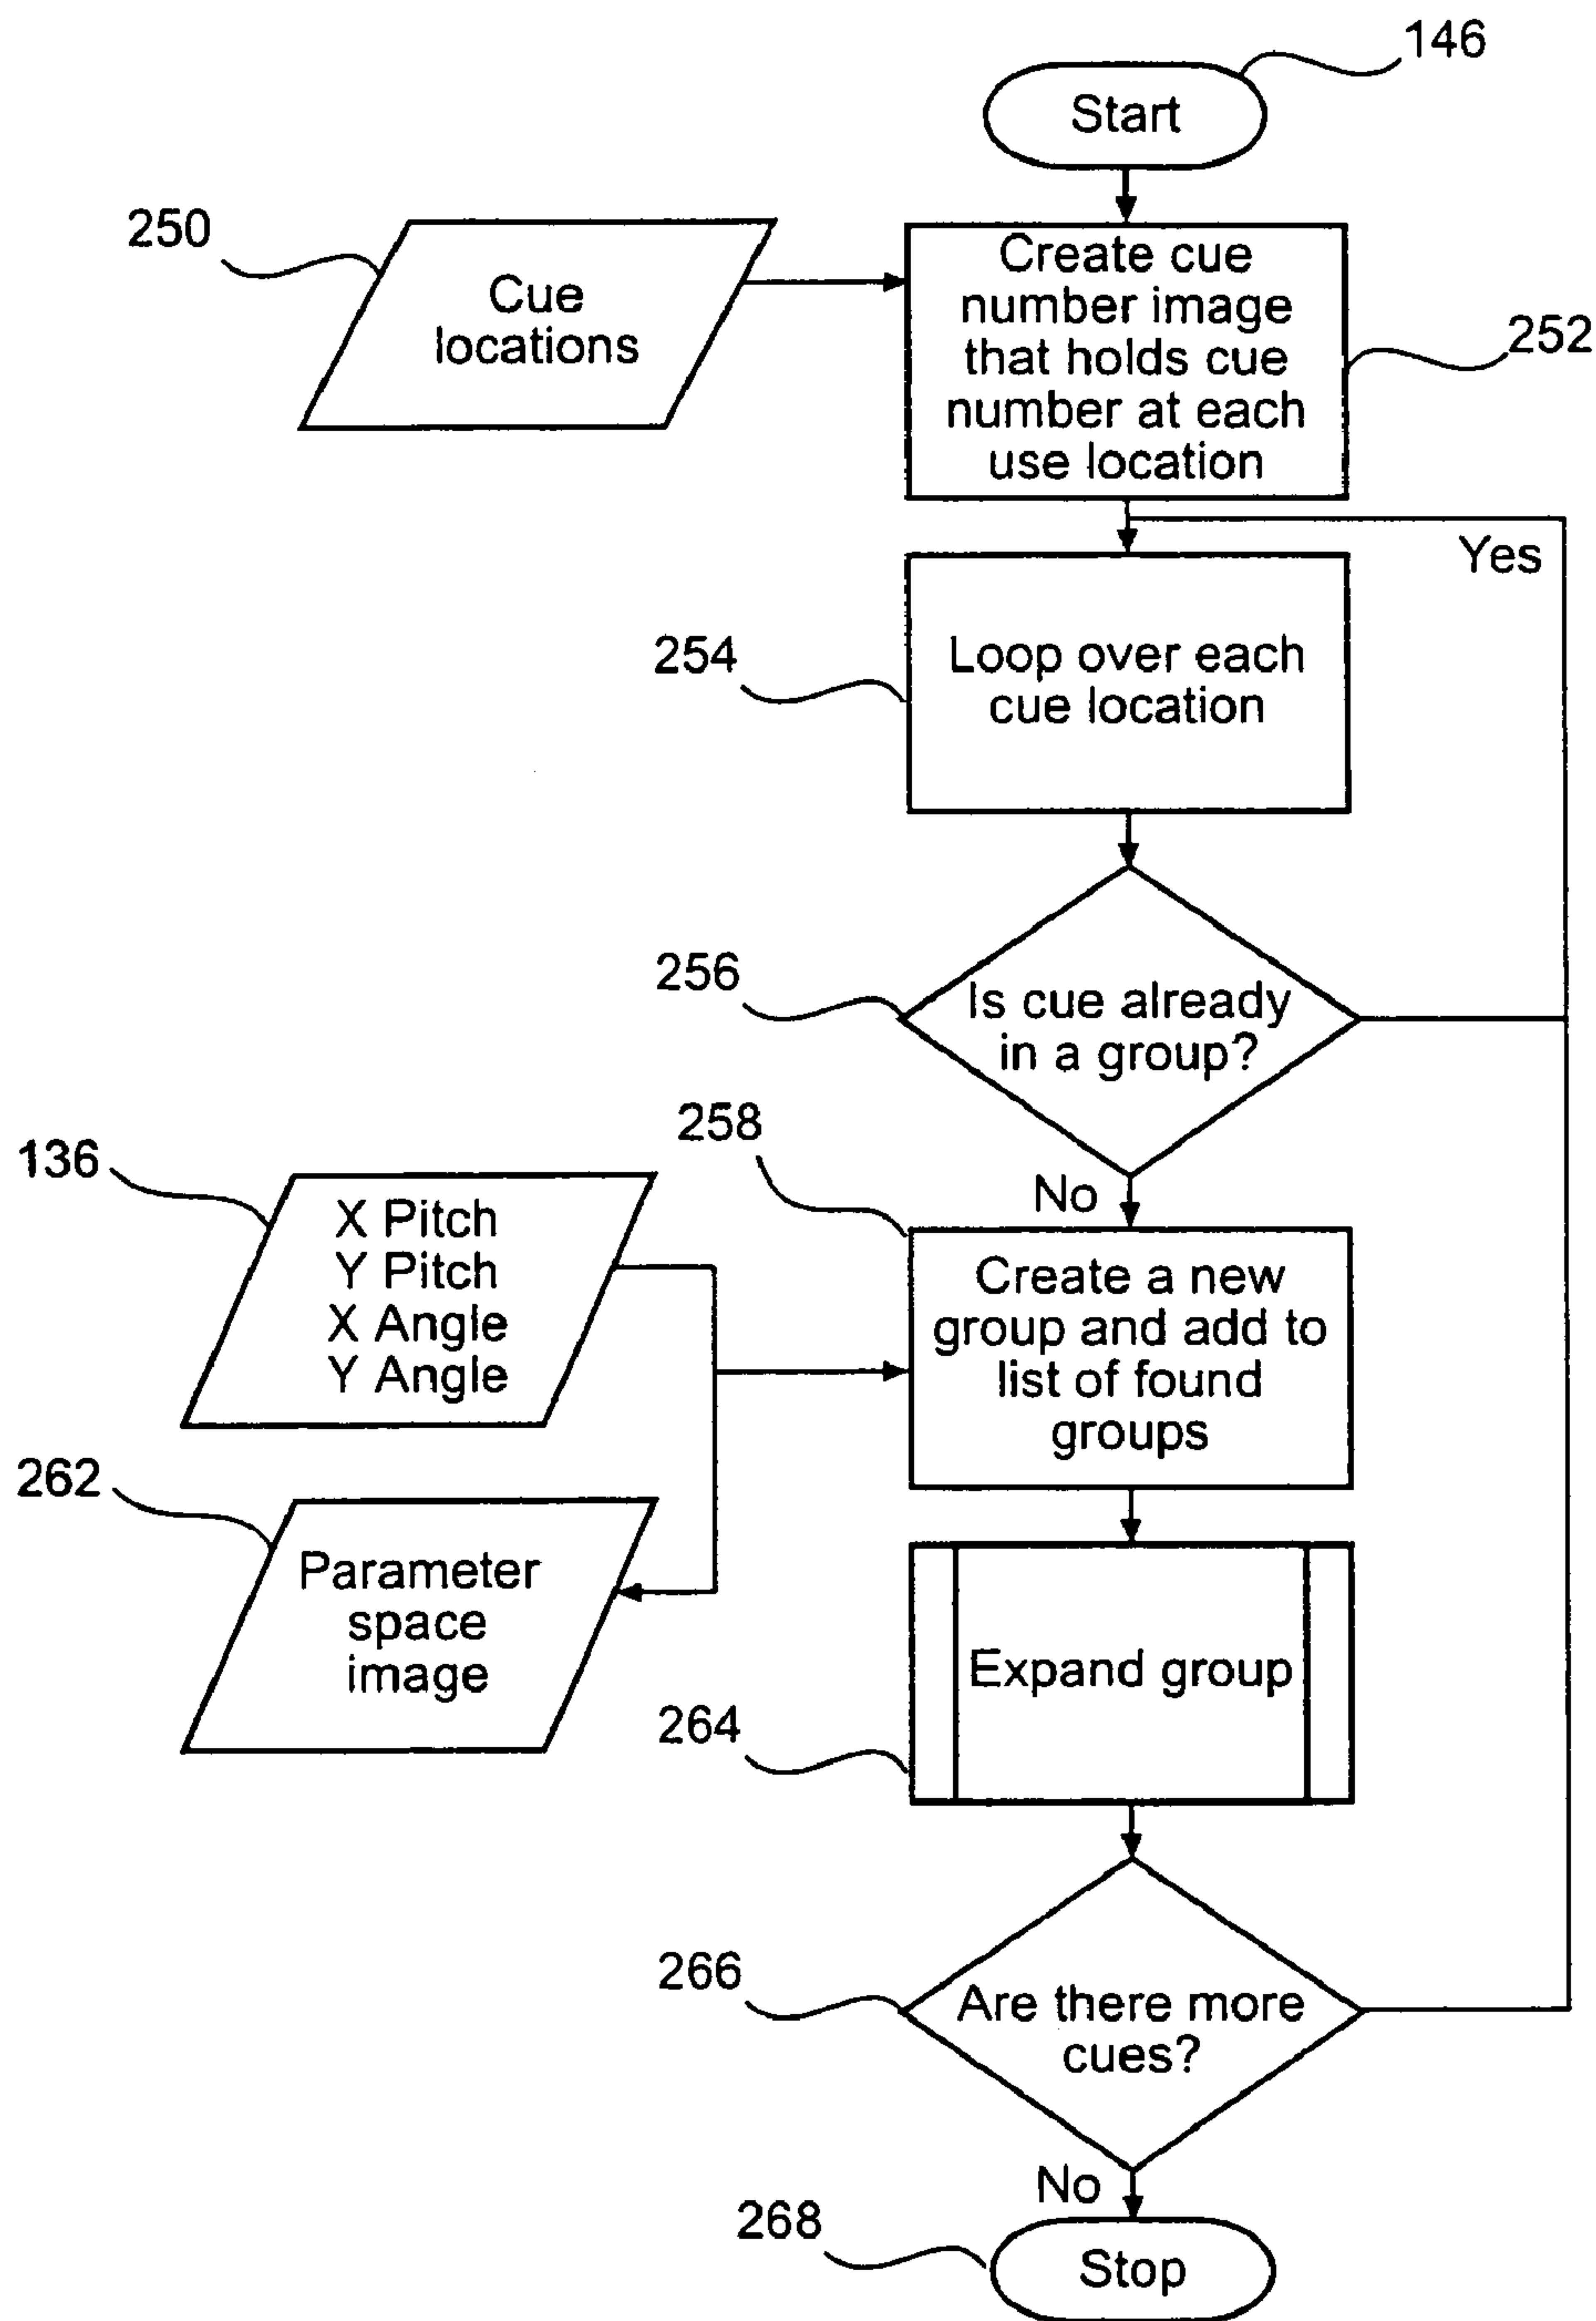 146
Start
250
Cue
locations
Create cue
number image
that holds cue
number at each
use location
252
Yes
254
Loop over each
cue location
256
Is cue already
in a group?
No
258
136
X Pitch
Y Pitch
X Angle
Y Angle
Create a new
group and add to
list of found
groups
262
Parameter
space
image
Expand group
264
266
Are there more
cues?
No
268
Stop